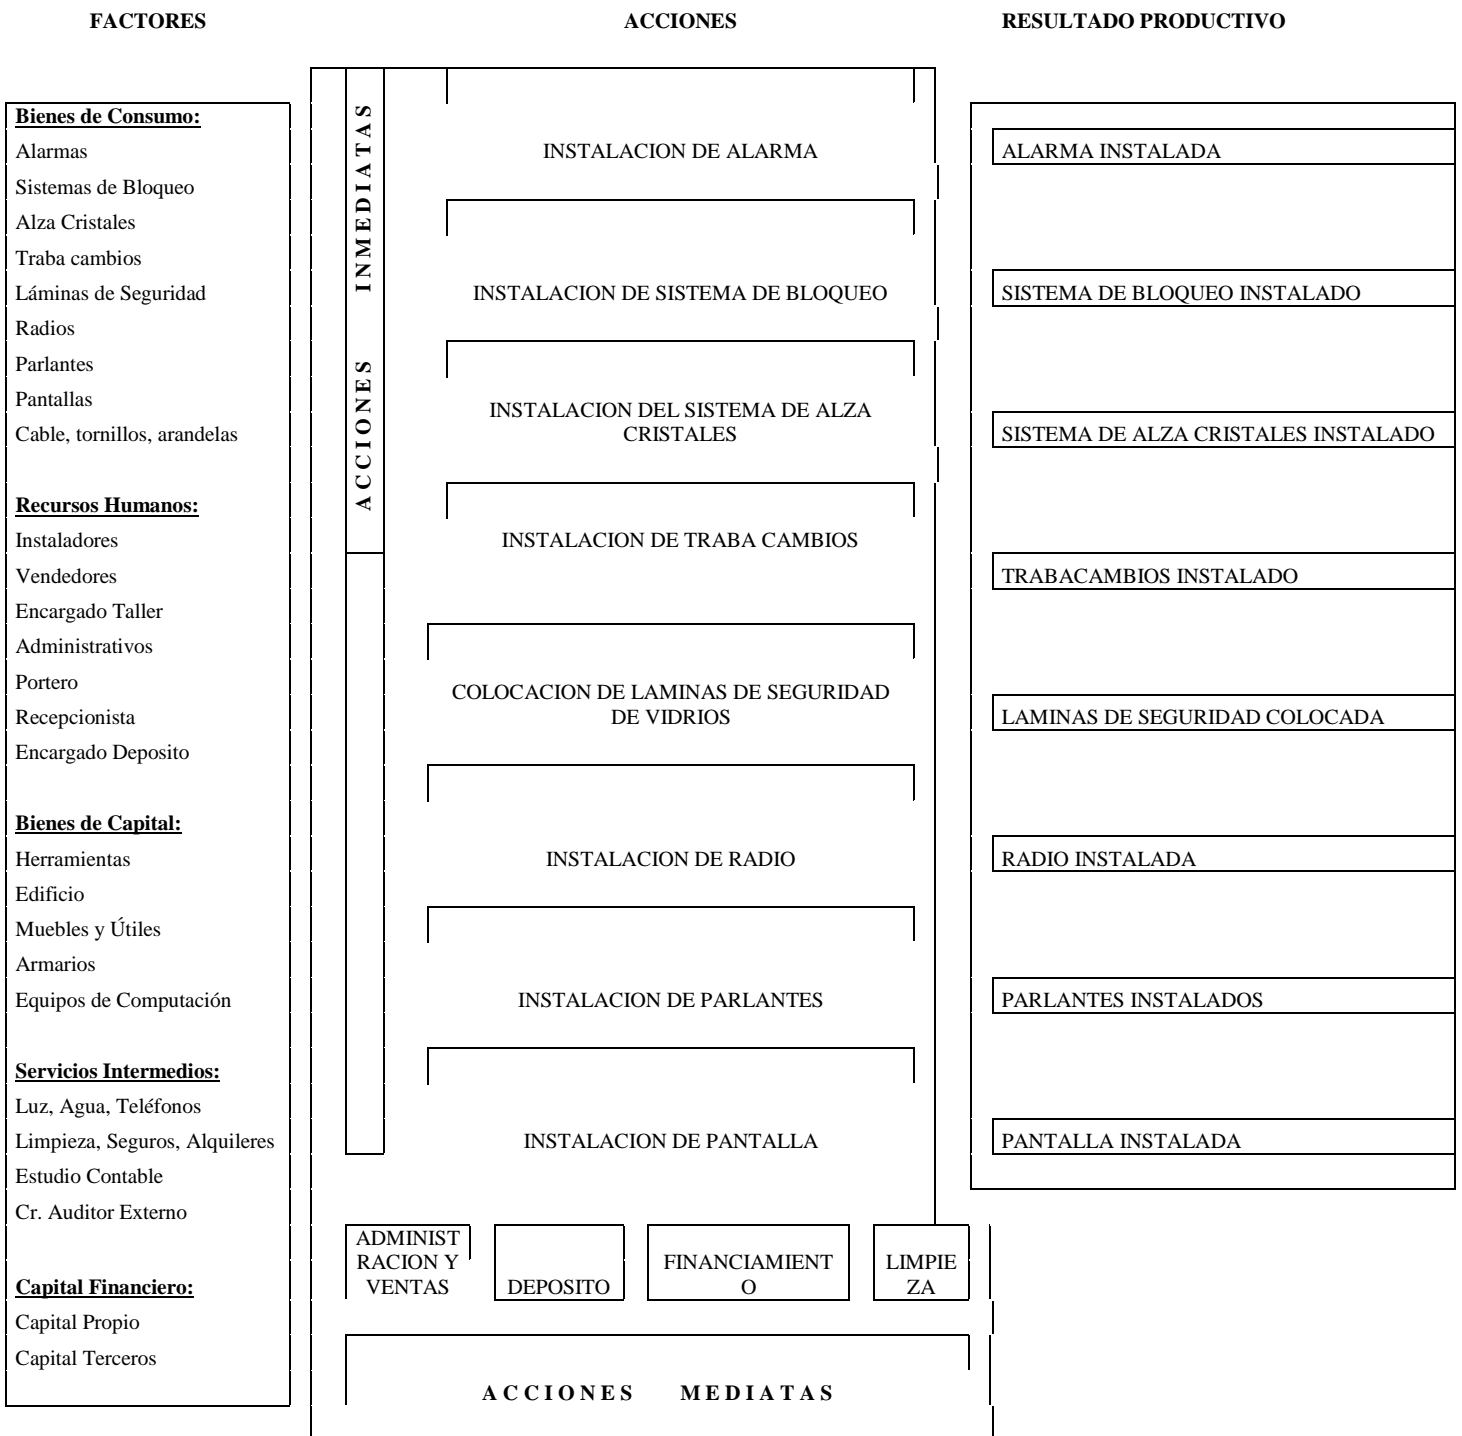 FACTORES
ACCIONES
RESULTADO PRODUCTIVO
Bienes de Consumo:
Alarmas
Sistemas de Bloqueo
Alza Cristales
Traba cambios
Láminas de Seguridad
Radios
Parlantes
Pantallas
Cable, tornillos, arandelas
Recursos Humanos:
Instaladores
Vendedores
Encargado Taller
Administrativos
Portero
Recepcionista
Encargado Deposito
Bienes de Capital:
Herramientas
Edificio
Muebles y Útiles
Armarios
Equipos de Computación
Servicios Intermedios:
Luz, Agua, Teléfonos
Limpieza, Seguros, Alquileres
Estudio Contable
Cr. Auditor Externo
Capital Financiero:
Capital Propio
Capital Terceros
ACCIONES INMEDIATAS
INSTALACION DE ALARMA
INSTALACION DE SISTEMA DE BLOQUEO
INSTALACION DEL SISTEMA DE ALZA
CRISTALES
INSTALACION DE TRABA CAMBIOS
COLOCACION DE LAMINAS DE SEGURIDAD
DE VIDRIOS
INSTALACION DE RADIO
INSTALACION DE PARLANTES
INSTALACION DE PANTALLA
ADMINIST
RACION Y
VENTAS
DEPOSITO
FINANCIAMIENT
O
LIMPIE
ZA
ACCIONES MEDIATAS
ALARMA INSTALADA
SISTEMA DE BLOQUEO INSTALADO
SISTEMA DE ALZA CRISTALES INSTALADO
TRABACAMBIOS INSTALADO
LAMINAS DE SEGURIDAD COLOCADA
RADIO INSTALADA
PARLANTES INSTALADOS
PANTALLA INSTALADA